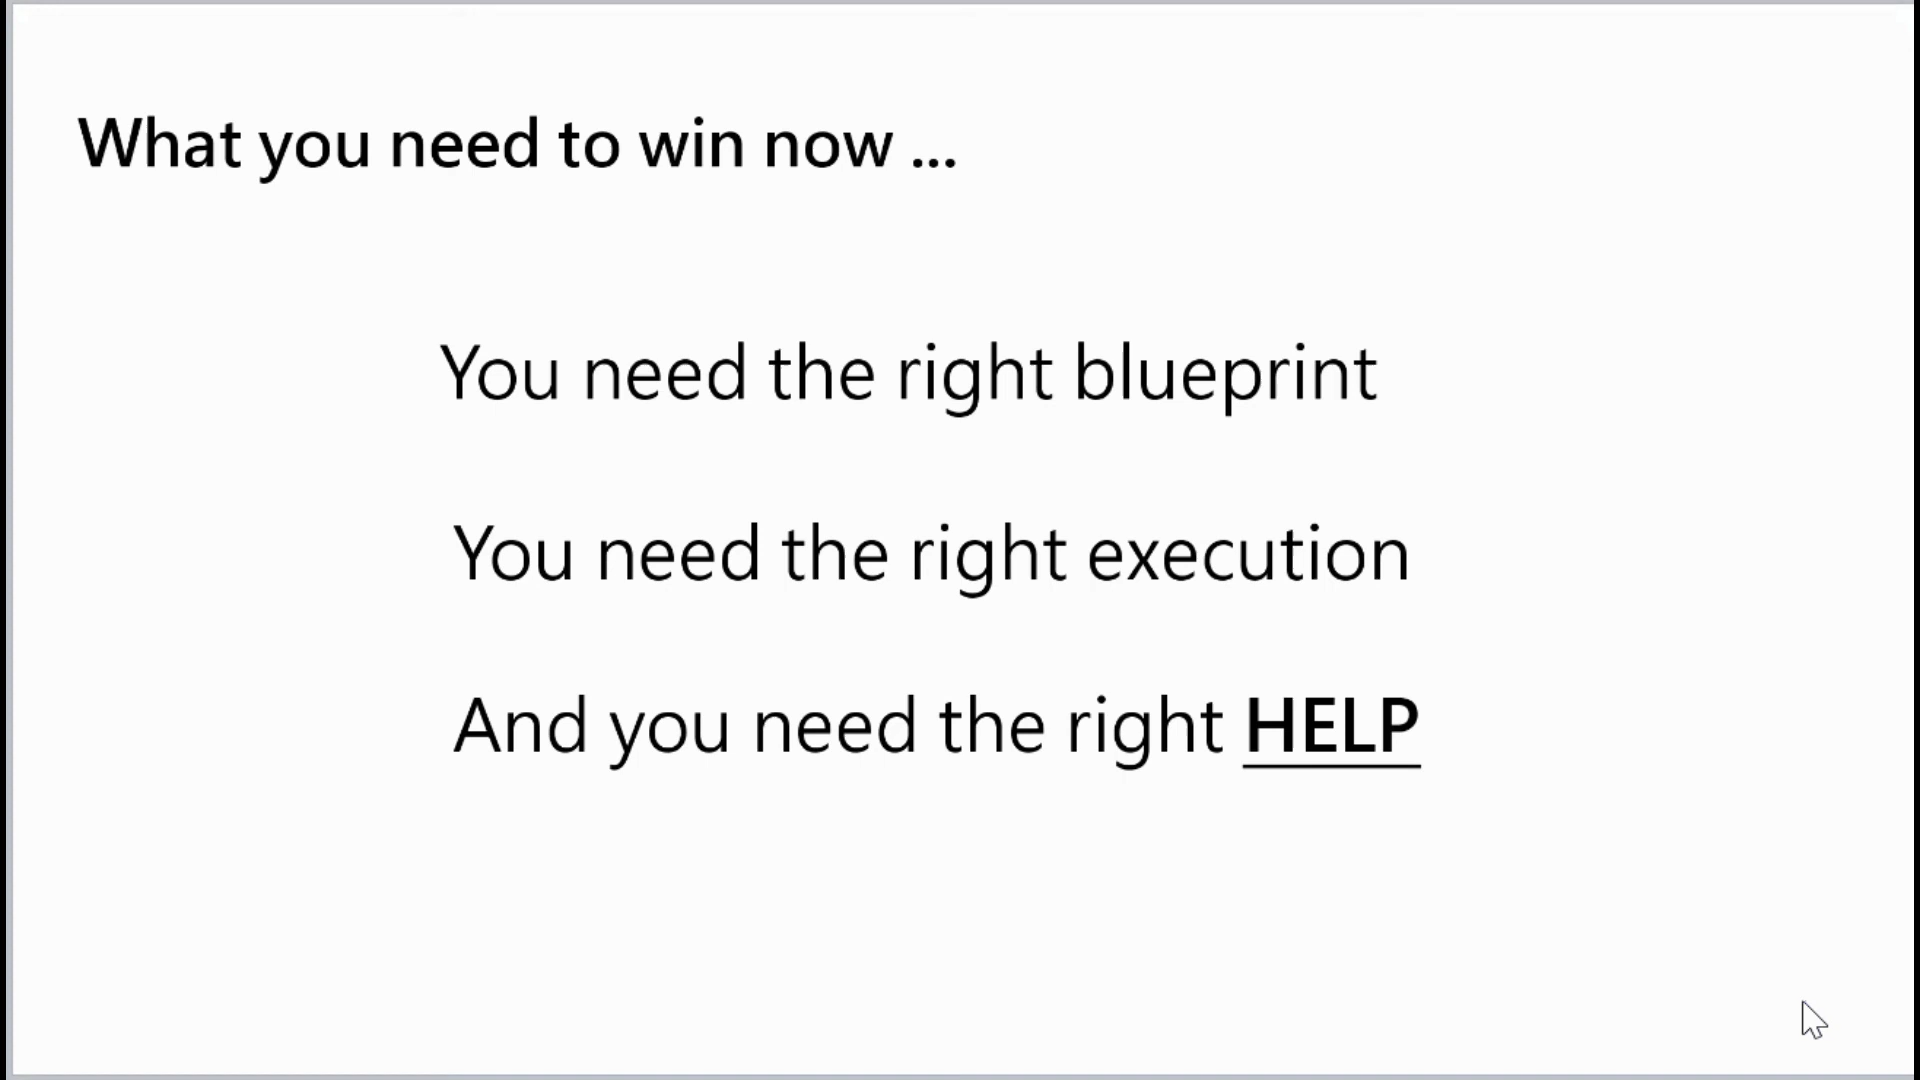 What you need to win now ...
You need the right blueprint
You need the right execution
And you need the right HELP